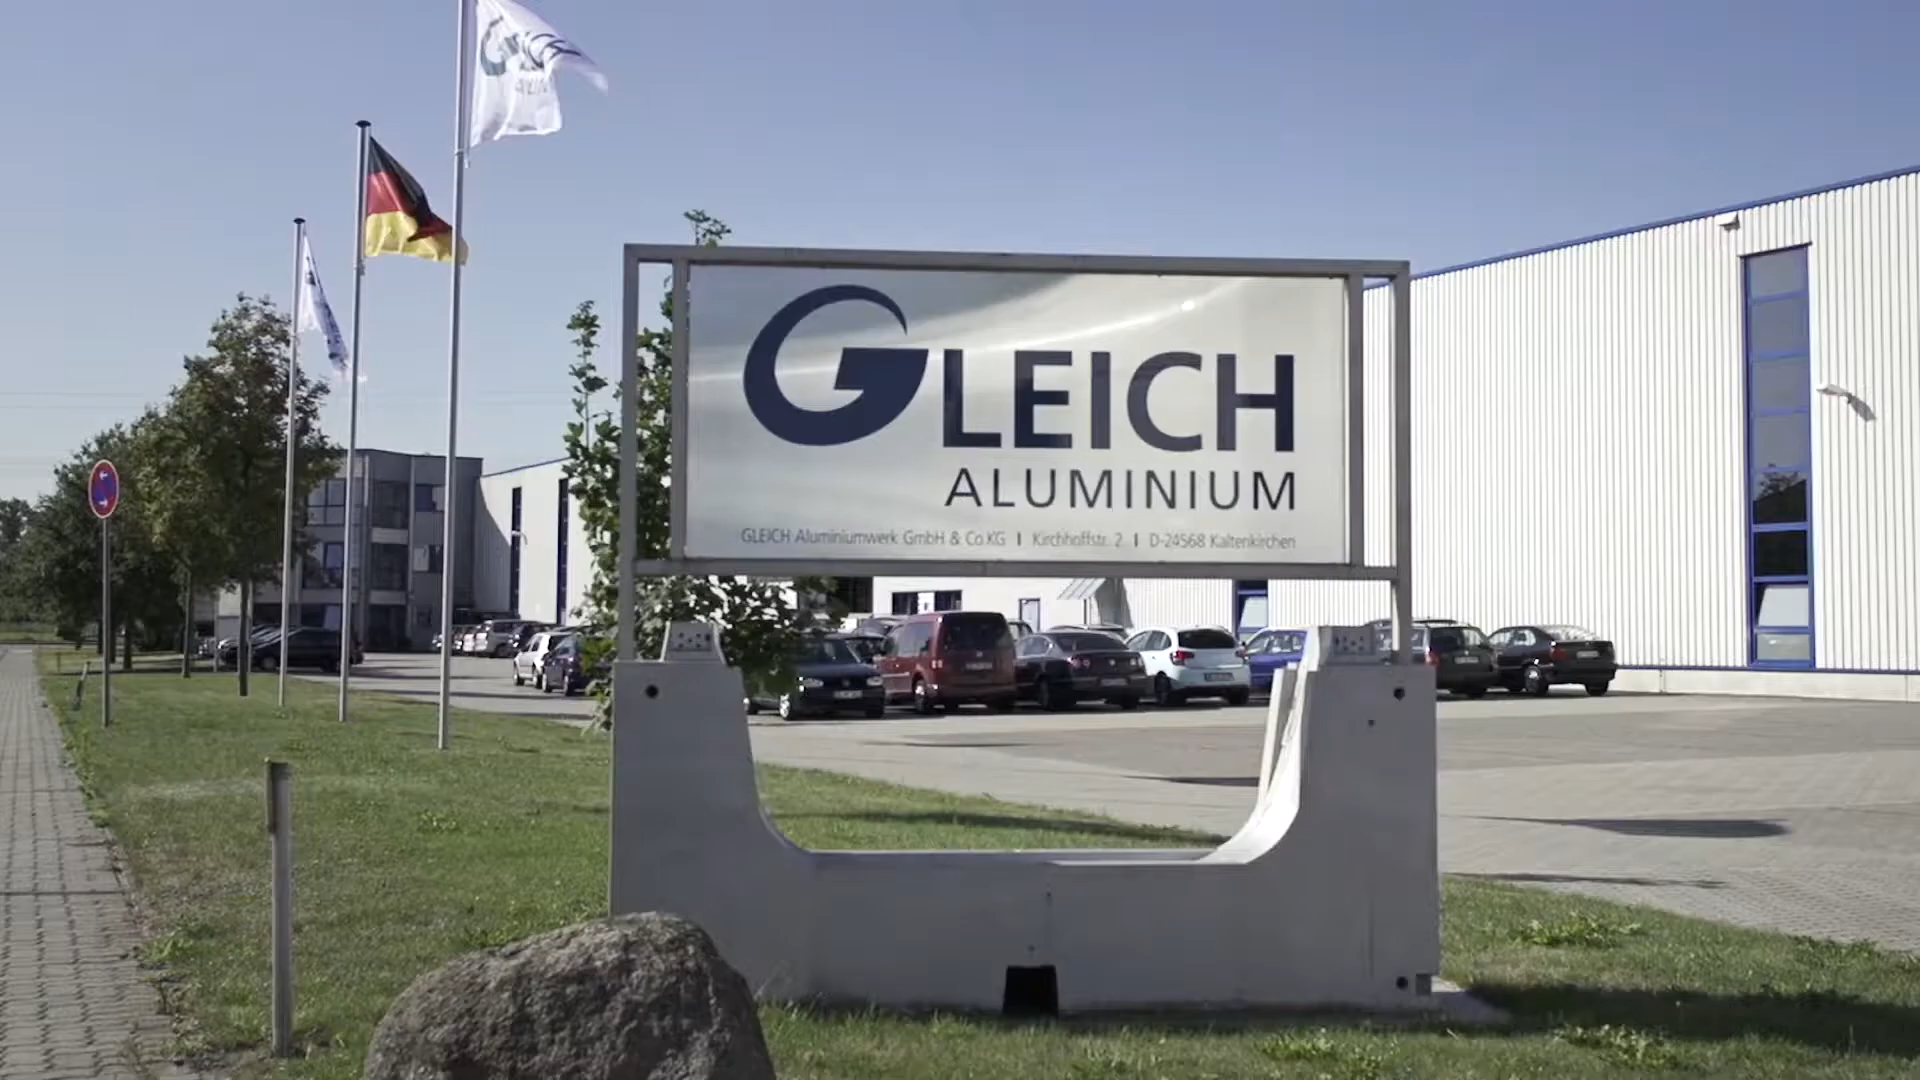 GLEICH
ALUMINIUM
GLEICH Aluminiumwerk GmbH & Co.KG I Kirchhoffstr. 2 I D-24568 Kaltenkirchen